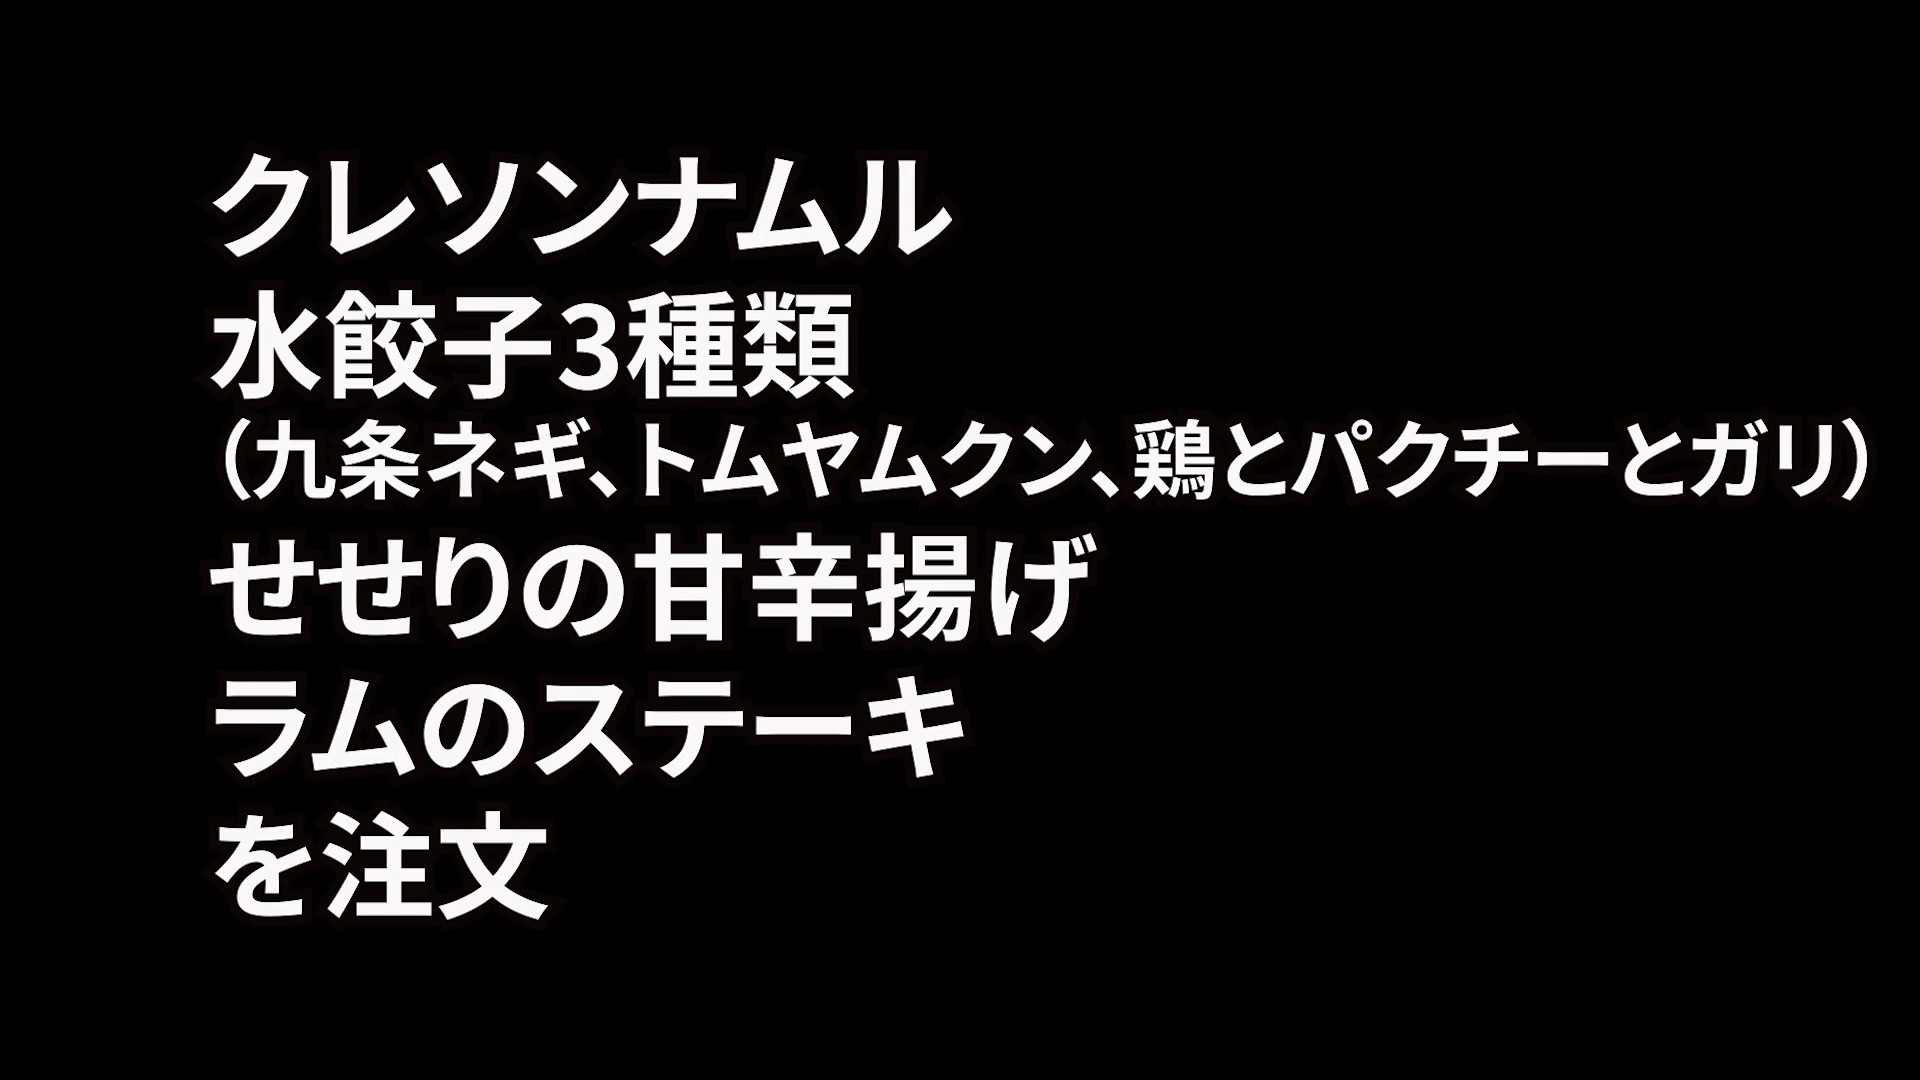 クレソンナムル
水餃子3種類
（九条ネギ、トムヤムクン、鶏とパクチーとガリ）
せせりの甘辛揚げ
ラムのステーキ
を注文